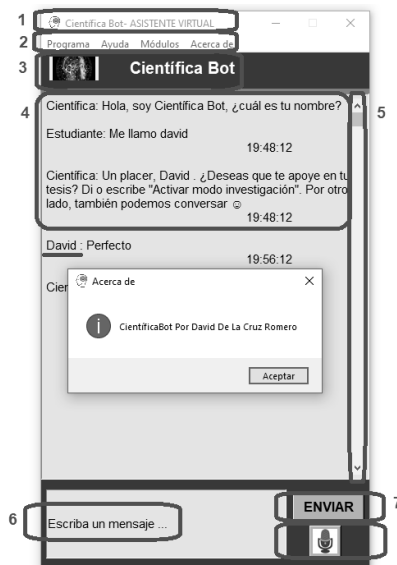 1
Científica Bot- ASISTENTE VIRTUAL
2
Programa Ayuda Módulos Acerca de
3
Científica Bot
4
5
Científica: Hola, soy Científica Bot, ¿cuál es tu nombre?
Estudiante: Me llamo david
19:48:12
Científica: Un placer, David . ¿Deseas que te apoye en tu
tesis? Di o escribe "Activar modo investigación". Por otro
lado, también podemos conversar ☺
19:48:12
David : Perfecto
19:56:12
Cien
Acerca de
CientíficaBot Por David De La Cruz Romero
Aceptar
6
Escriba un mensaje ...
ENVIAR
7